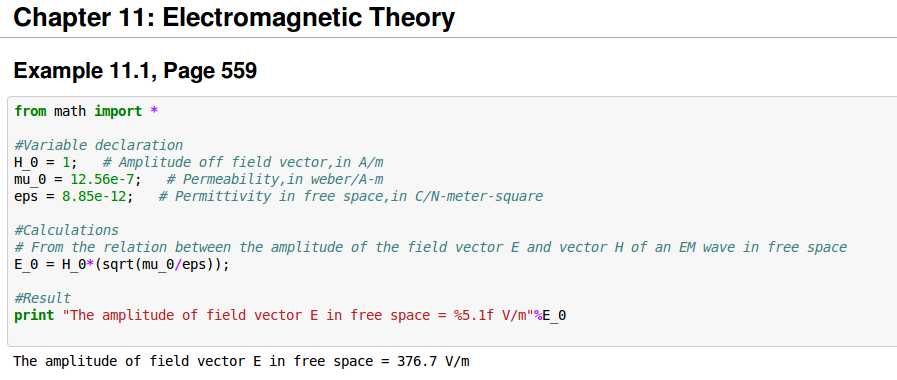 Chapter 11: Electromagnetic Theory
Example 11.1, Page 559
from math import *
#Variable declaration
H_0 = 1;   # Amplitude off field vector,in A/m
mu_0 = 12.56e-7;   # Permeability,in weber/A-m
eps = 8.85e-12;   # Permittivity in free space,in C/N-meter-square
#Calculations
# From the relation between the amplitude of the field vector E and vector H of an EM wave in free space
E_0 = H_0*(sqrt(mu_0/eps));
#Result
print "The amplitude of field vector E in free space = %5.1f V/m"%E_0
The amplitude of field vector E in free space = 376.7 V/m